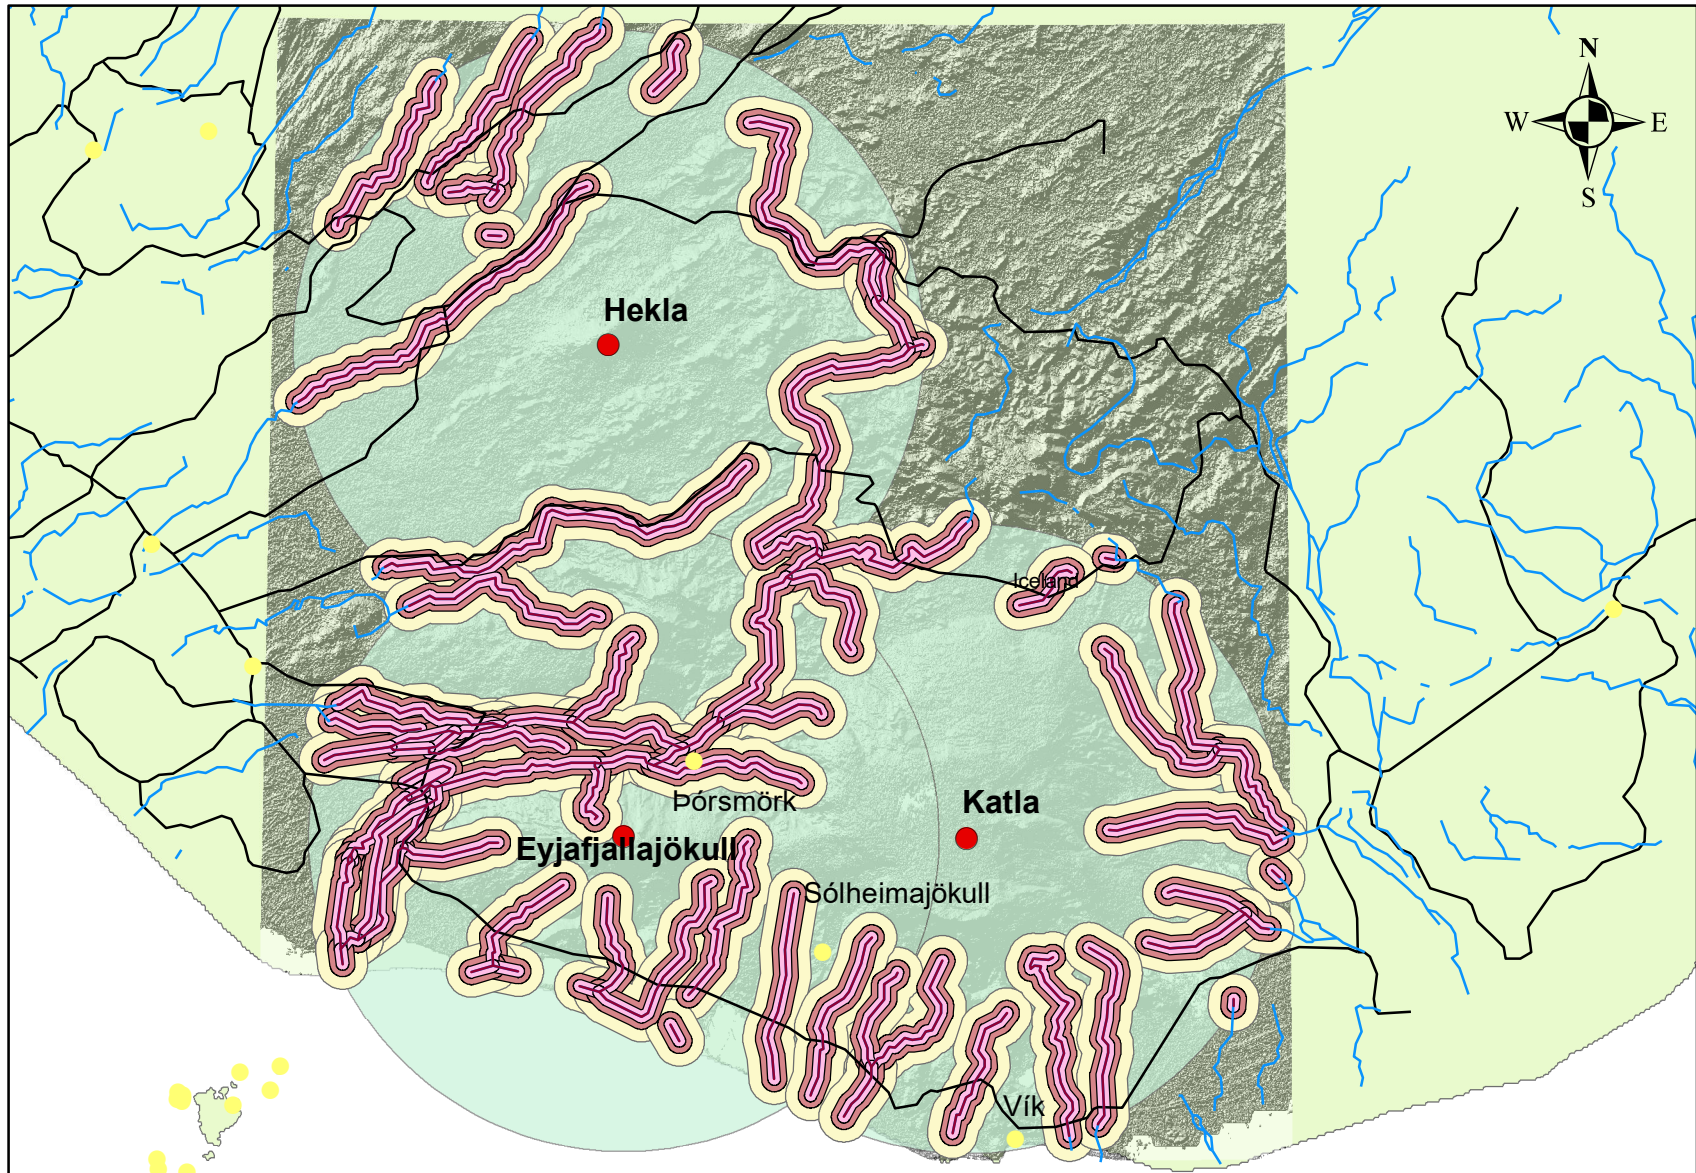 N
W E
S
Hekla
Iceland
Þórsmörk
Katla
Eyjafjallajökull
Sólheimajökull
Vík